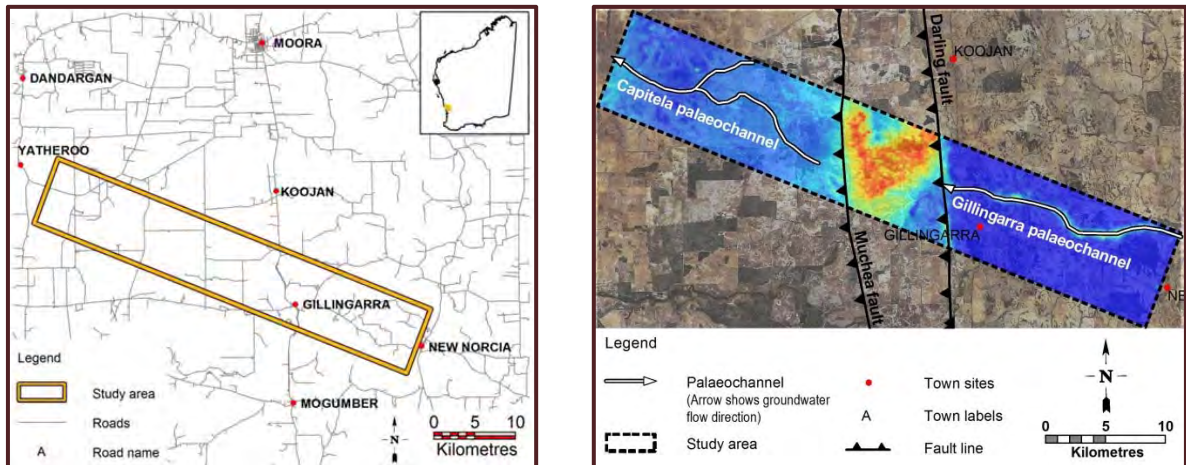 MOORA
DANDARGAN
YATHEROO
KOOJAN
GILLINGARRA
NEW NORCIA
MOGUMBER
Legend
Study area
Roads
A Road name
N
0 5 10
Kilometres
Darling fault
KOOJAN
Capitela palaeochannel
Gillingarra palaeochannel
GILLINGARRA
Muchea fault
NE
Legend
Palaeochannel
(Arrow shows groundwater
flow direction)
Study area
Town sites
A Town labels
Fault line
N
0 5 10
Kilometres